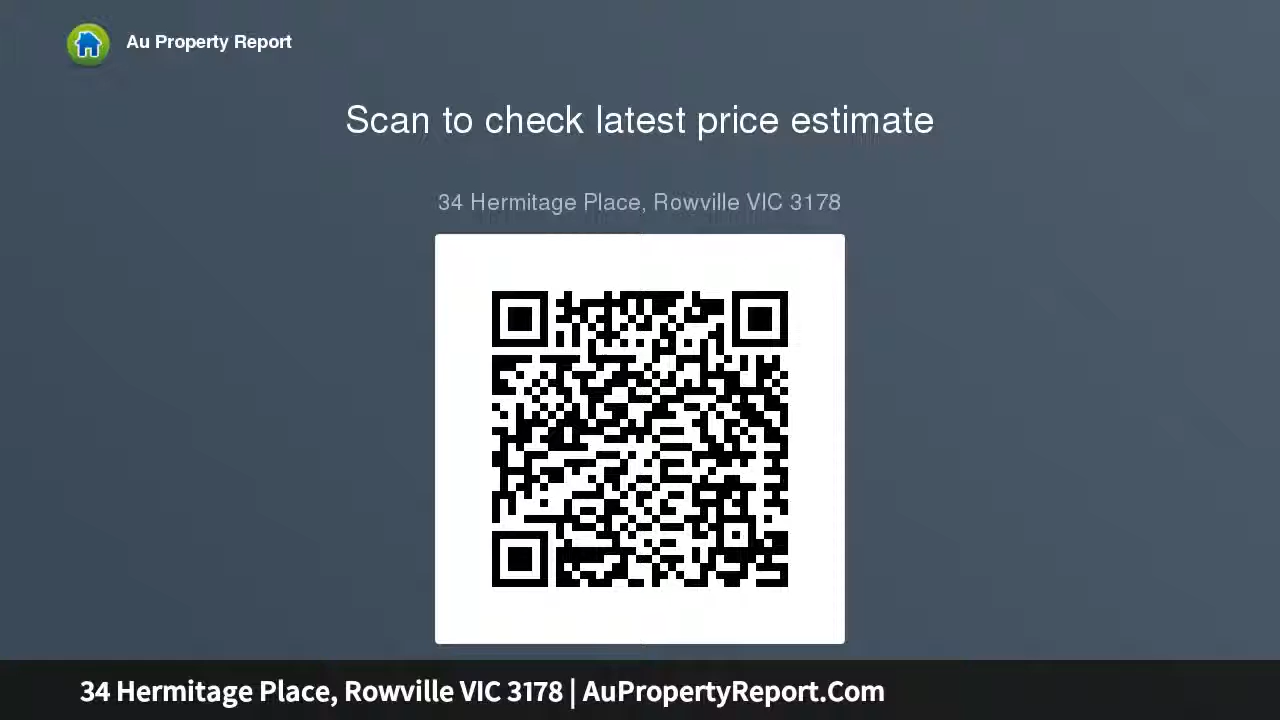 Au Property Report
Scan to check latest price estimate
34 Hermitage Place, Rowville VIC 3178
34 Hermitage Place, Rowville VIC 3178 | AuPropertyReport.Com